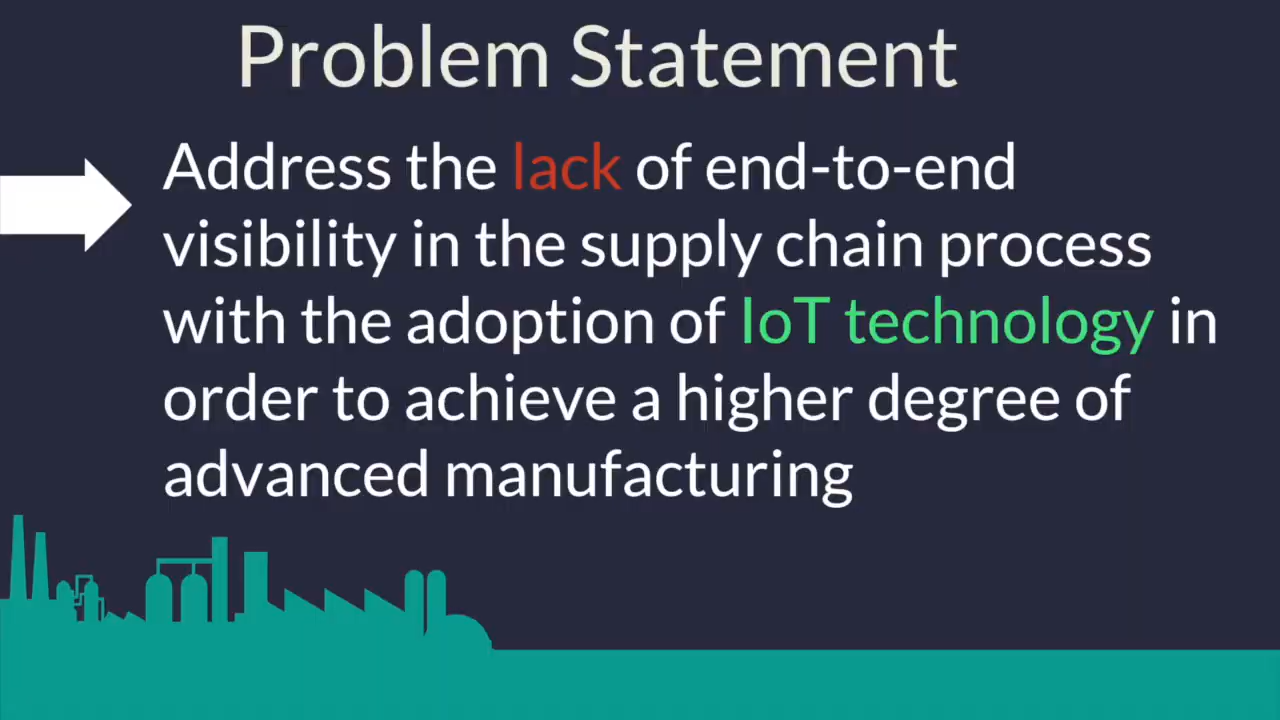 Problem Statement
Address the lack of end-to-end
visibility in the supply chain process
with the adoption of IoT technology in
order to achieve a higher degree of
advanced manufacturing